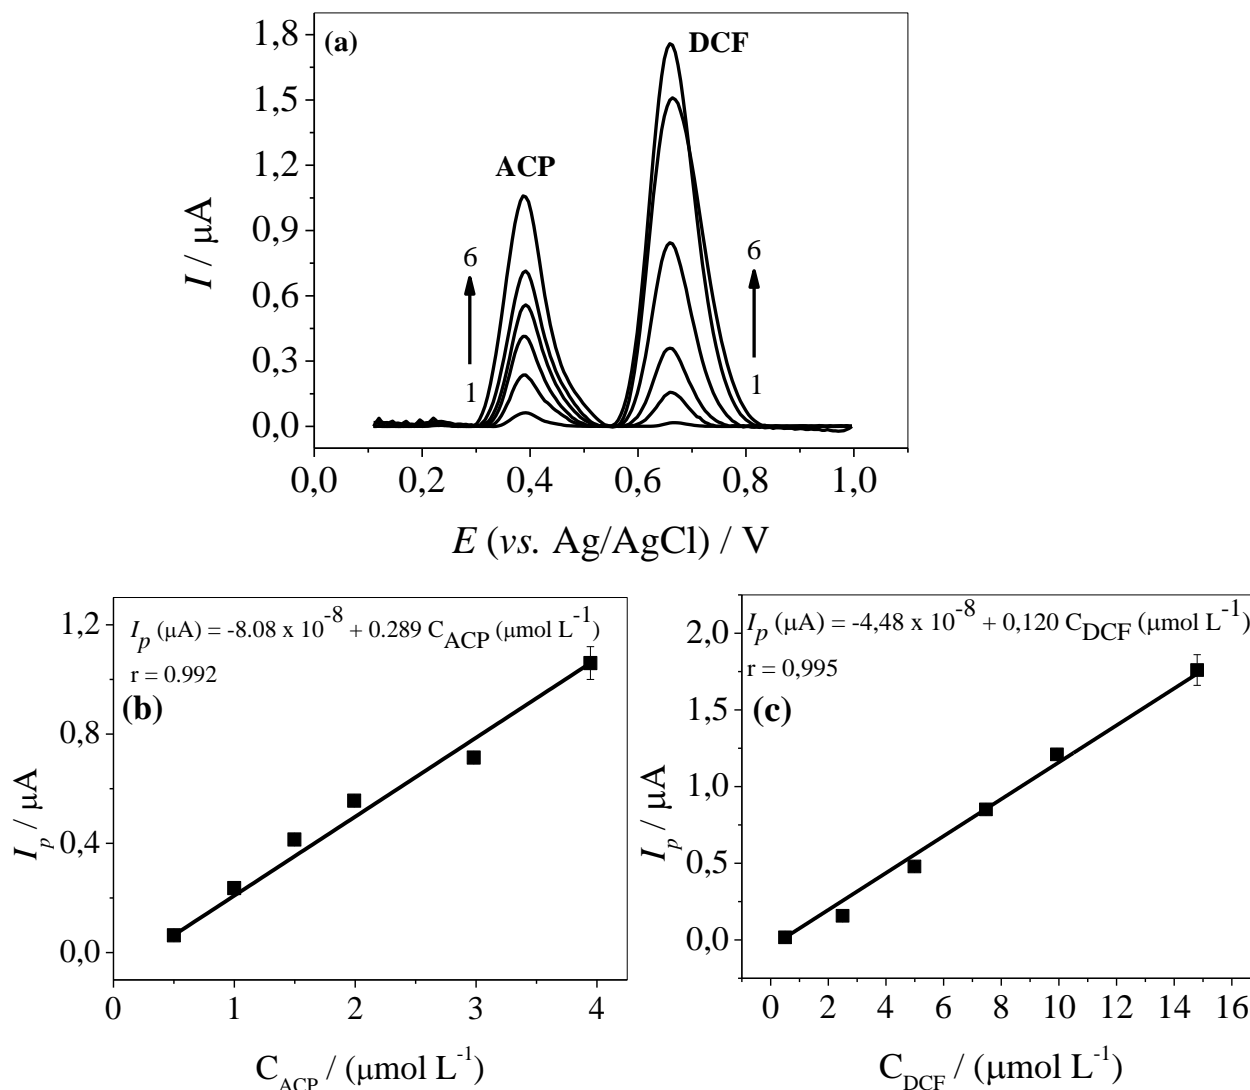 (a)
DCF
ACP
6
1
6
1
1,8
1,5
1,2
0,9
0,6
0,3
0,0
I / μA
0,0 0,2 0,4 0,6 0,8 1,0
E (vs. Ag/AgCl) / V
I_p (μA) = -8.08 x 10^-8 + 0.289 C_ACP (μmol L^-1)
r = 0.992
(b)
1,2
0,8
0,4
0,0
I_p / μA
0 1 2 3 4
C_ACP / (μmol L^-1)
I_p (μA) = -4,48 x 10^-8 + 0,120 C_DCF (μmol L^-1)
r = 0,995
(c)
2,0
1,5
1,0
0,5
0,0
I_p / μA
0 2 4 6 8 10 12 14 16
C_DCF / (μmol L^-1)